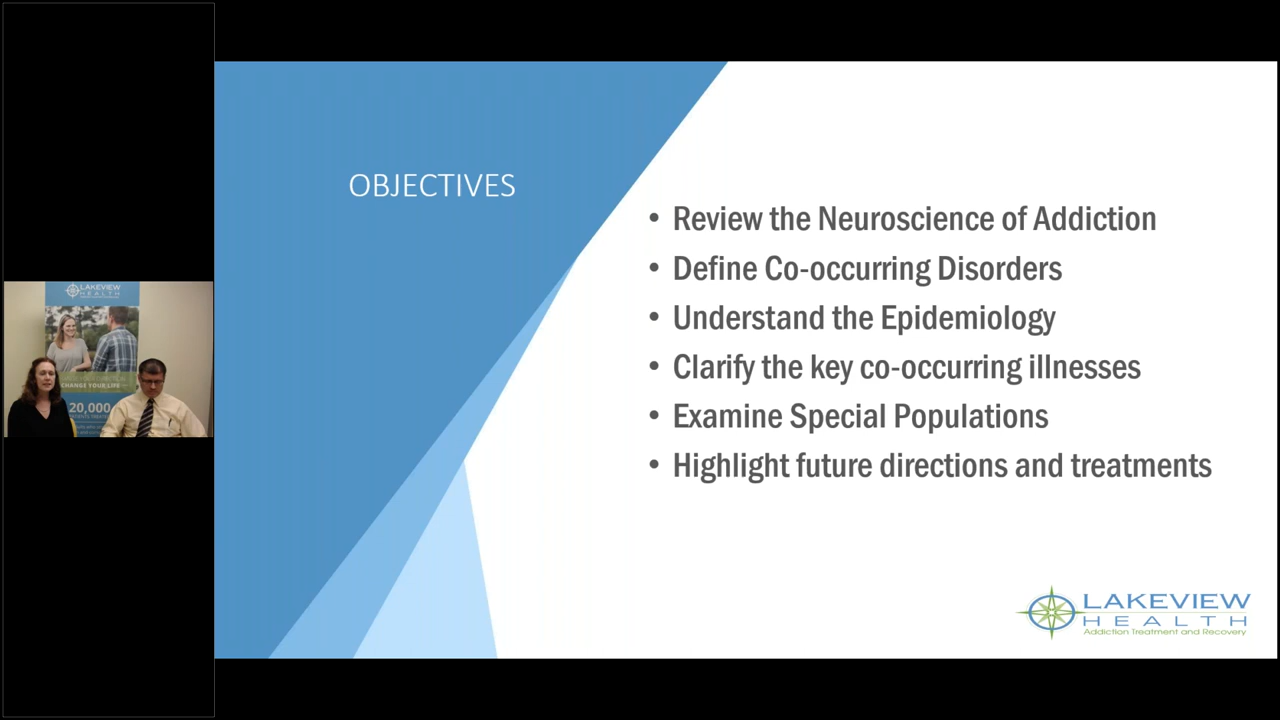 OBJECTIVES
• Review the Neuroscience of Addiction
• Define Co-occurring Disorders
• Understand the Epidemiology
• Clarify the key co-occurring illnesses
• Examine Special Populations
• Highlight future directions and treatments
LAKEVIEW
HEALTH
Addiction Treatment and Recovery
LAKEVIEW
HEALTH
CHANGE YOUR LIFE
20,000